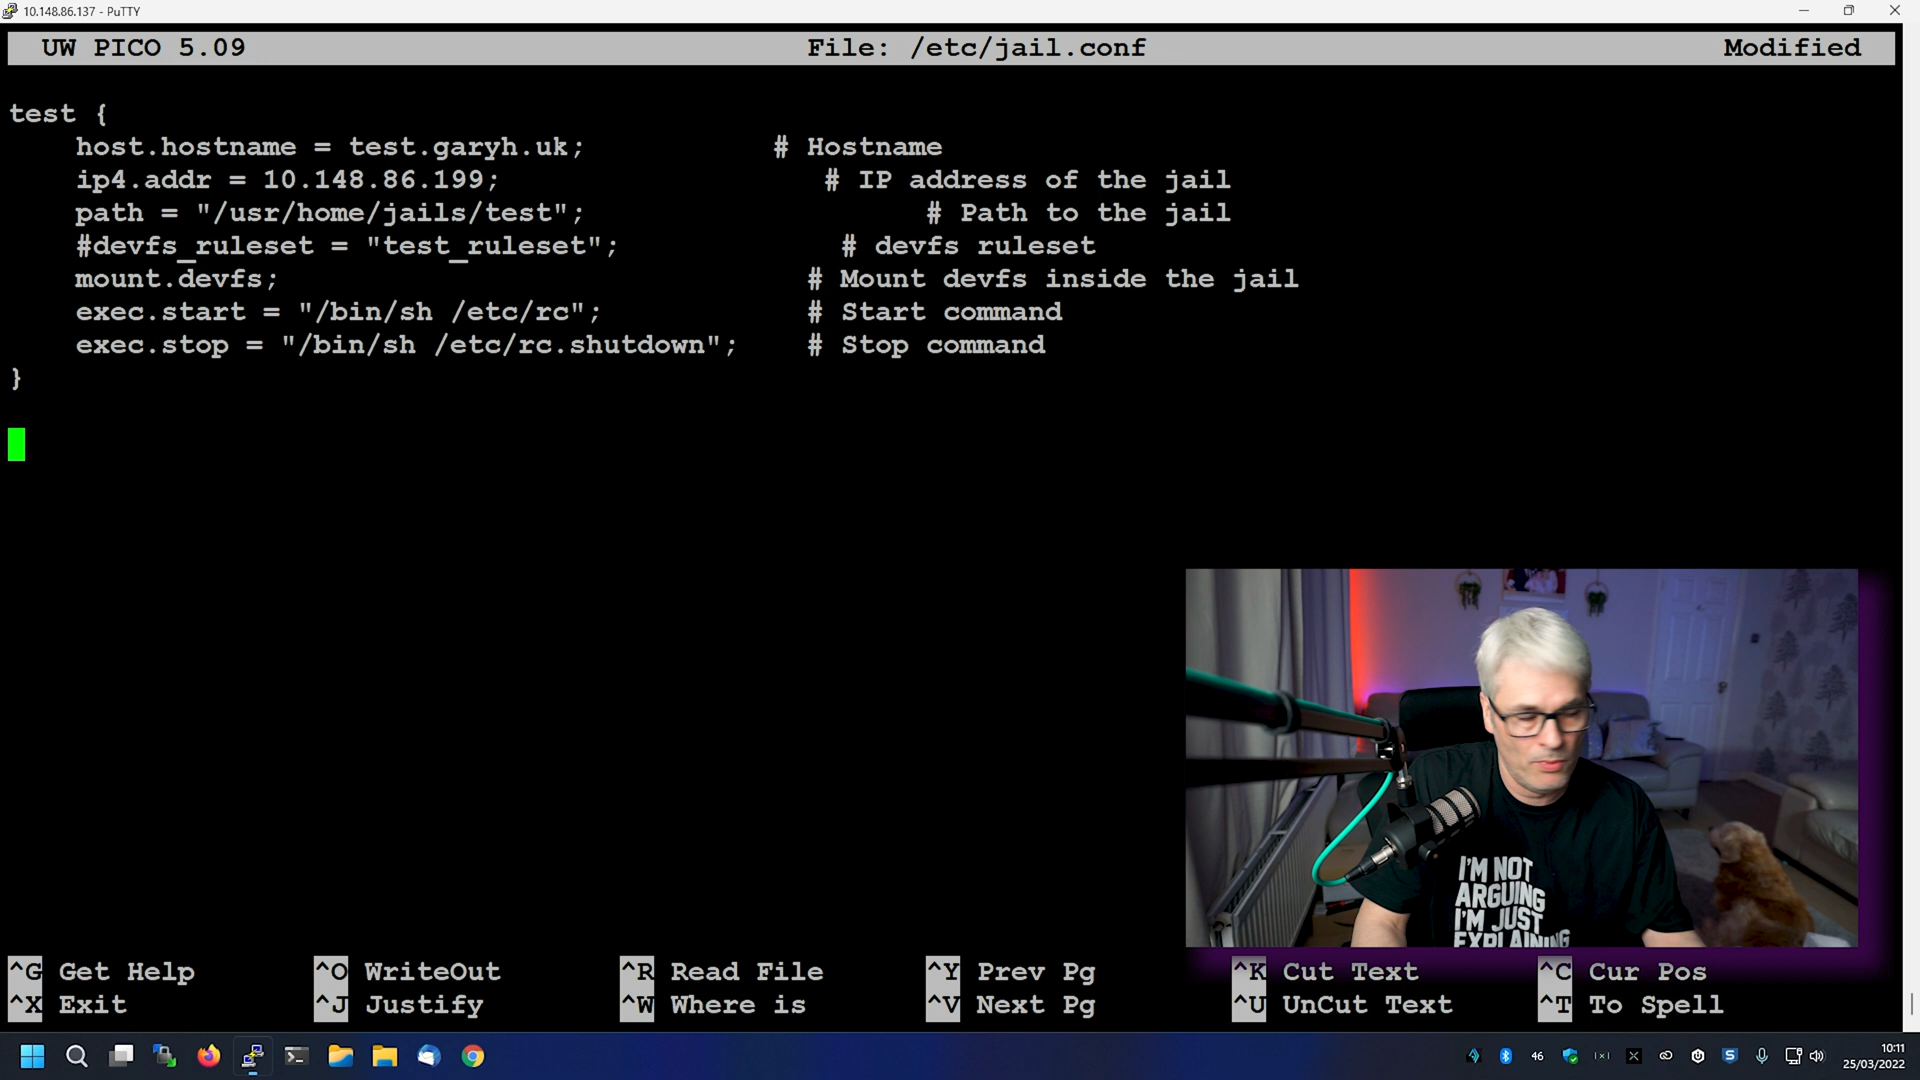 10.148.86.137 - PuTTY
UW PICO 5.09 File: /etc/jail.conf Modified
test {
host.hostname = test.garyh.uk; # Hostname
ip4.addr = 10.148.86.199; # IP address of the jail
path = "/usr/home/jails/test"; # Path to the jail
#devfs_ruleset = "test_ruleset"; # devfs ruleset
mount.devfs; # Mount devfs inside the jail
exec.start = "/bin/sh /etc/rc"; # Start command
exec.stop = "/bin/sh /etc/rc.shutdown"; # Stop command
}
I'M NOT
ARGUING
I'M JUST
EXPLAINING
^G Get Help ^O WriteOut ^R Read File ^Y Prev Pg ^K Cut Text ^C Cur Pos
^X Exit ^J Justify ^W Where is ^V Next Pg ^U UnCut Text ^T To Spell
46
10:11
25/03/2022